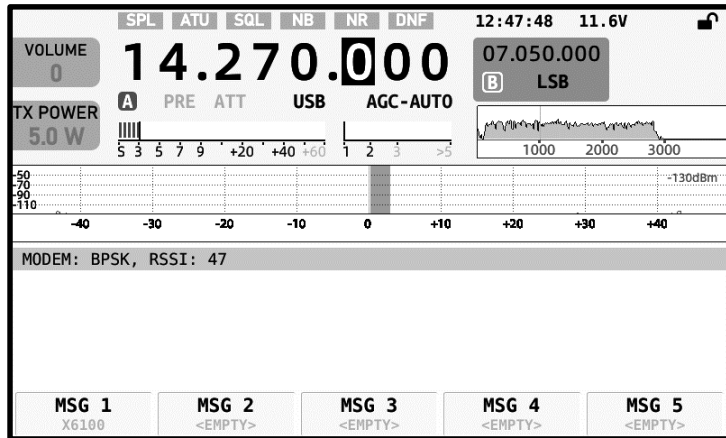 SPL ATU SQL NB NR DNF 12:47:48 11.6V
VOLUME
0
14.270.000
07.050.000
B LSB
A PRE ATT USB AGC-AUTO
TX POWER
5.0 W
S 3 5 7 9 +20 +40 +60
1 2 3 >5
1000 2000 3000
-50
-70
-90
-110
-130dBm
-40 -30 -20 -10 0 +10 +20 +30 +40
MODEM: BPSK, RSSI: 47
MSG 1 MSG 2 MSG 3 MSG 4 MSG 5
X6100 <EMPTY> <EMPTY> <EMPTY> <EMPTY>